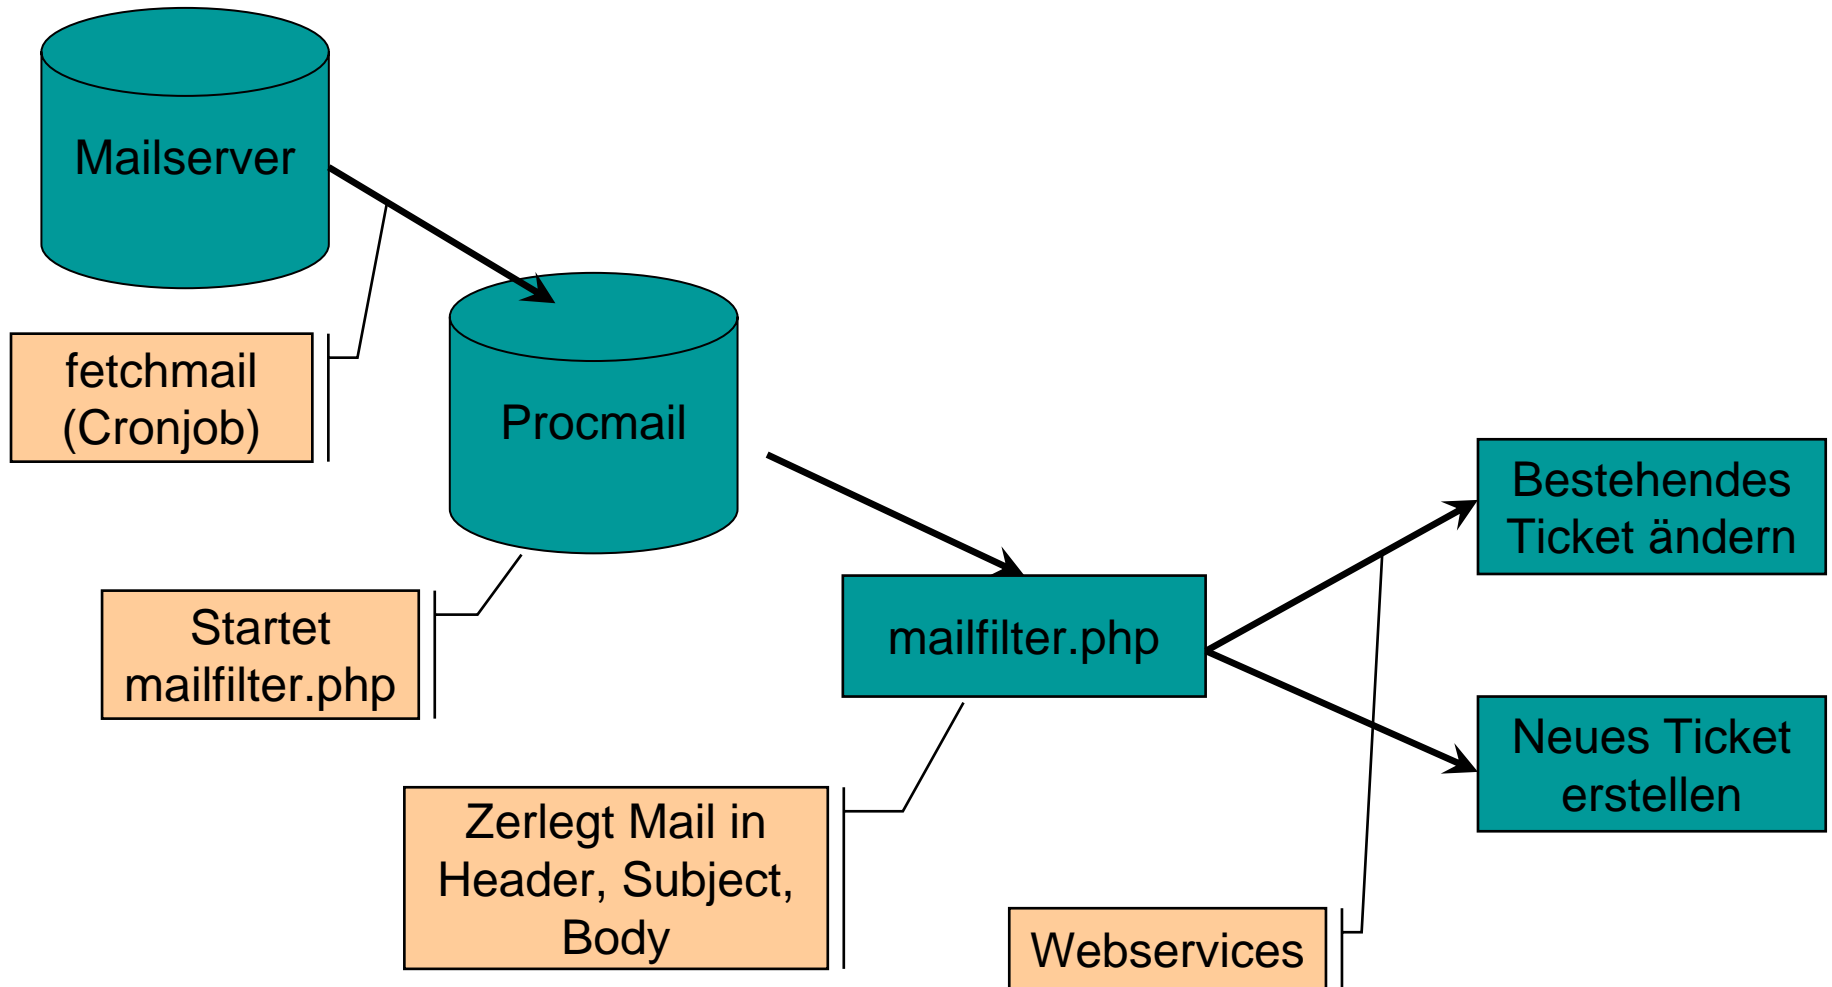 Mailserver
fetchmail
(Cronjob)
Procmail
Startet
mailfilter.php
mailfilter.php
Zerlegt Mail in
Header, Subject,
Body
Webservices
Bestehendes
Ticket ändern
Neues Ticket
erstellen